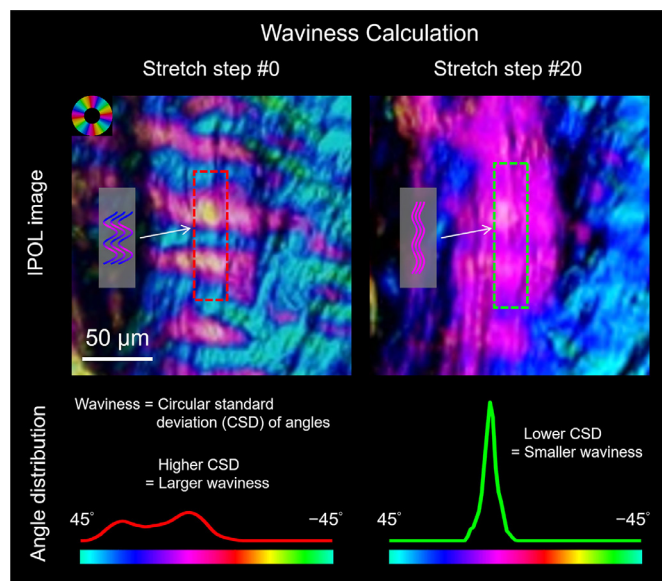 Waviness Calculation
Stretch step #0
Stretch step #20
IPOL image
50 µm
Angle distribution
Waviness = Circular standard
deviation (CSD) of angles
Higher CSD
= Larger waviness
45°
−45°
Lower CSD
= Smaller waviness
45°
−45°